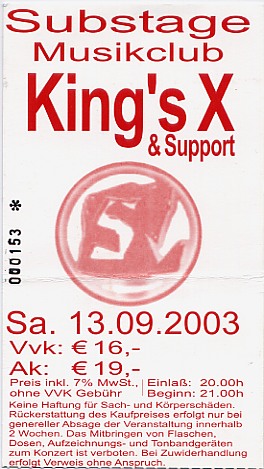 Substage
Musikclub
King's X
& Support
000153 *
SL
Sa. 13.09.2003
Vvk: € 16,-
Ak: € 19,-
Preis inkl. 7% MwSt., Einlaß: 20.00h
ohne VVK Gebühr Beginn: 21.00h
Keine Haftung für Sach- und Körperschäden.
Rückerstattung des Kaufpreises erfolgt nur bei
genereller Absage der Veranstaltung innerhalb
2 Wochen. Das Mitbringen von Flaschen,
Dosen, Aufzeichnungs- und Tonbandgeräten
zum Konzert ist verboten. Bei Zuwiderhandlung
erfolgt Verweis ohne Anspruch.